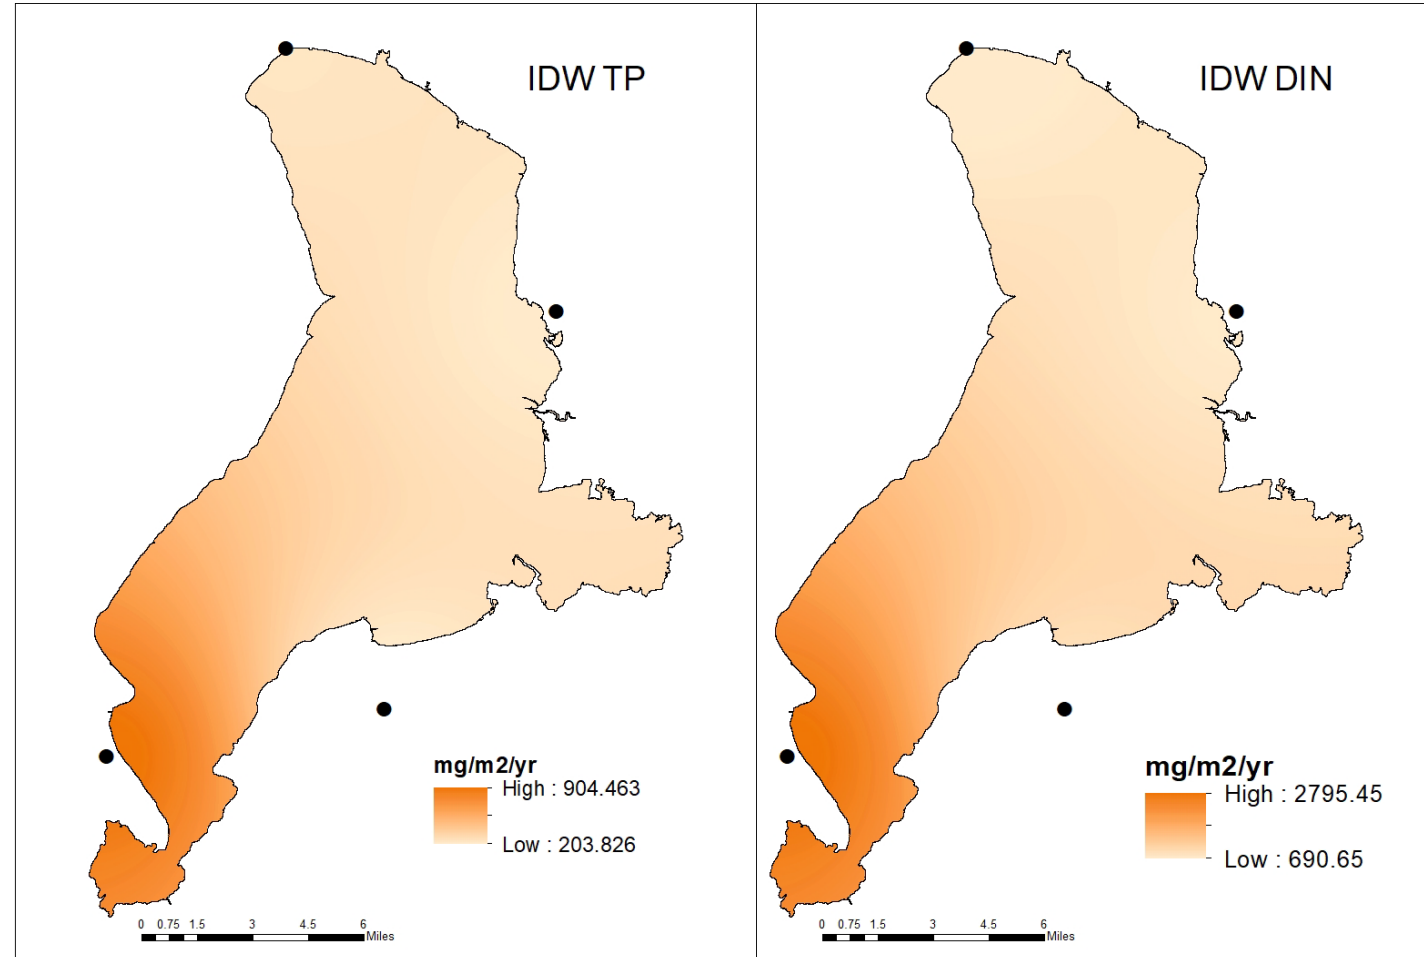 IDW TP
mg/m2/yr
High : 904.463
Low : 203.826
0 0.75 1.5 3 4.5 6
Miles
IDW DIN
mg/m2/yr
High : 2795.45
Low : 690.65
0 0.75 1.5 3 4.5 6
Miles